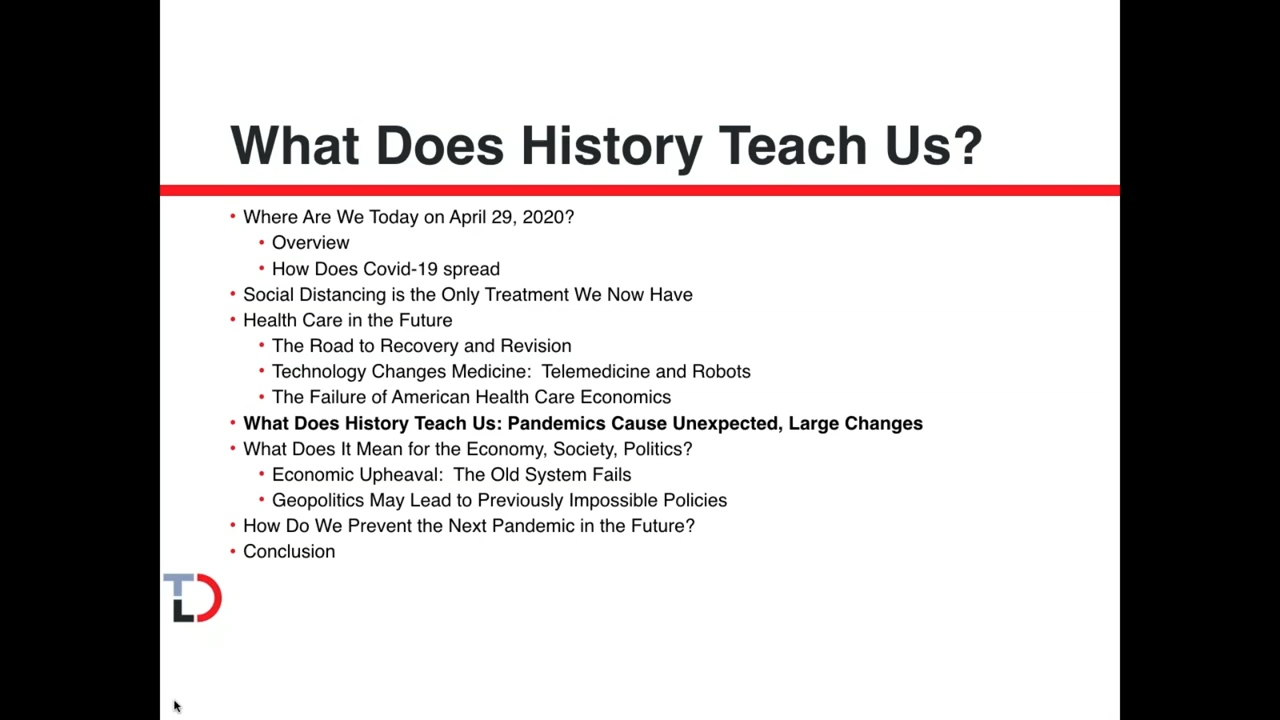 What Does History Teach Us?
• Where Are We Today on April 29, 2020?
• Overview
• How Does Covid-19 spread
• Social Distancing is the Only Treatment We Now Have
• Health Care in the Future
• The Road to Recovery and Revision
• Technology Changes Medicine:  Telemedicine and Robots
• The Failure of American Health Care Economics
• What Does History Teach Us: Pandemics Cause Unexpected, Large Changes
• What Does It Mean for the Economy, Society, Politics?
• Economic Upheaval:  The Old System Fails
• Geopolitics May Lead to Previously Impossible Policies
• How Do We Prevent the Next Pandemic in the Future?
• Conclusion
TLD